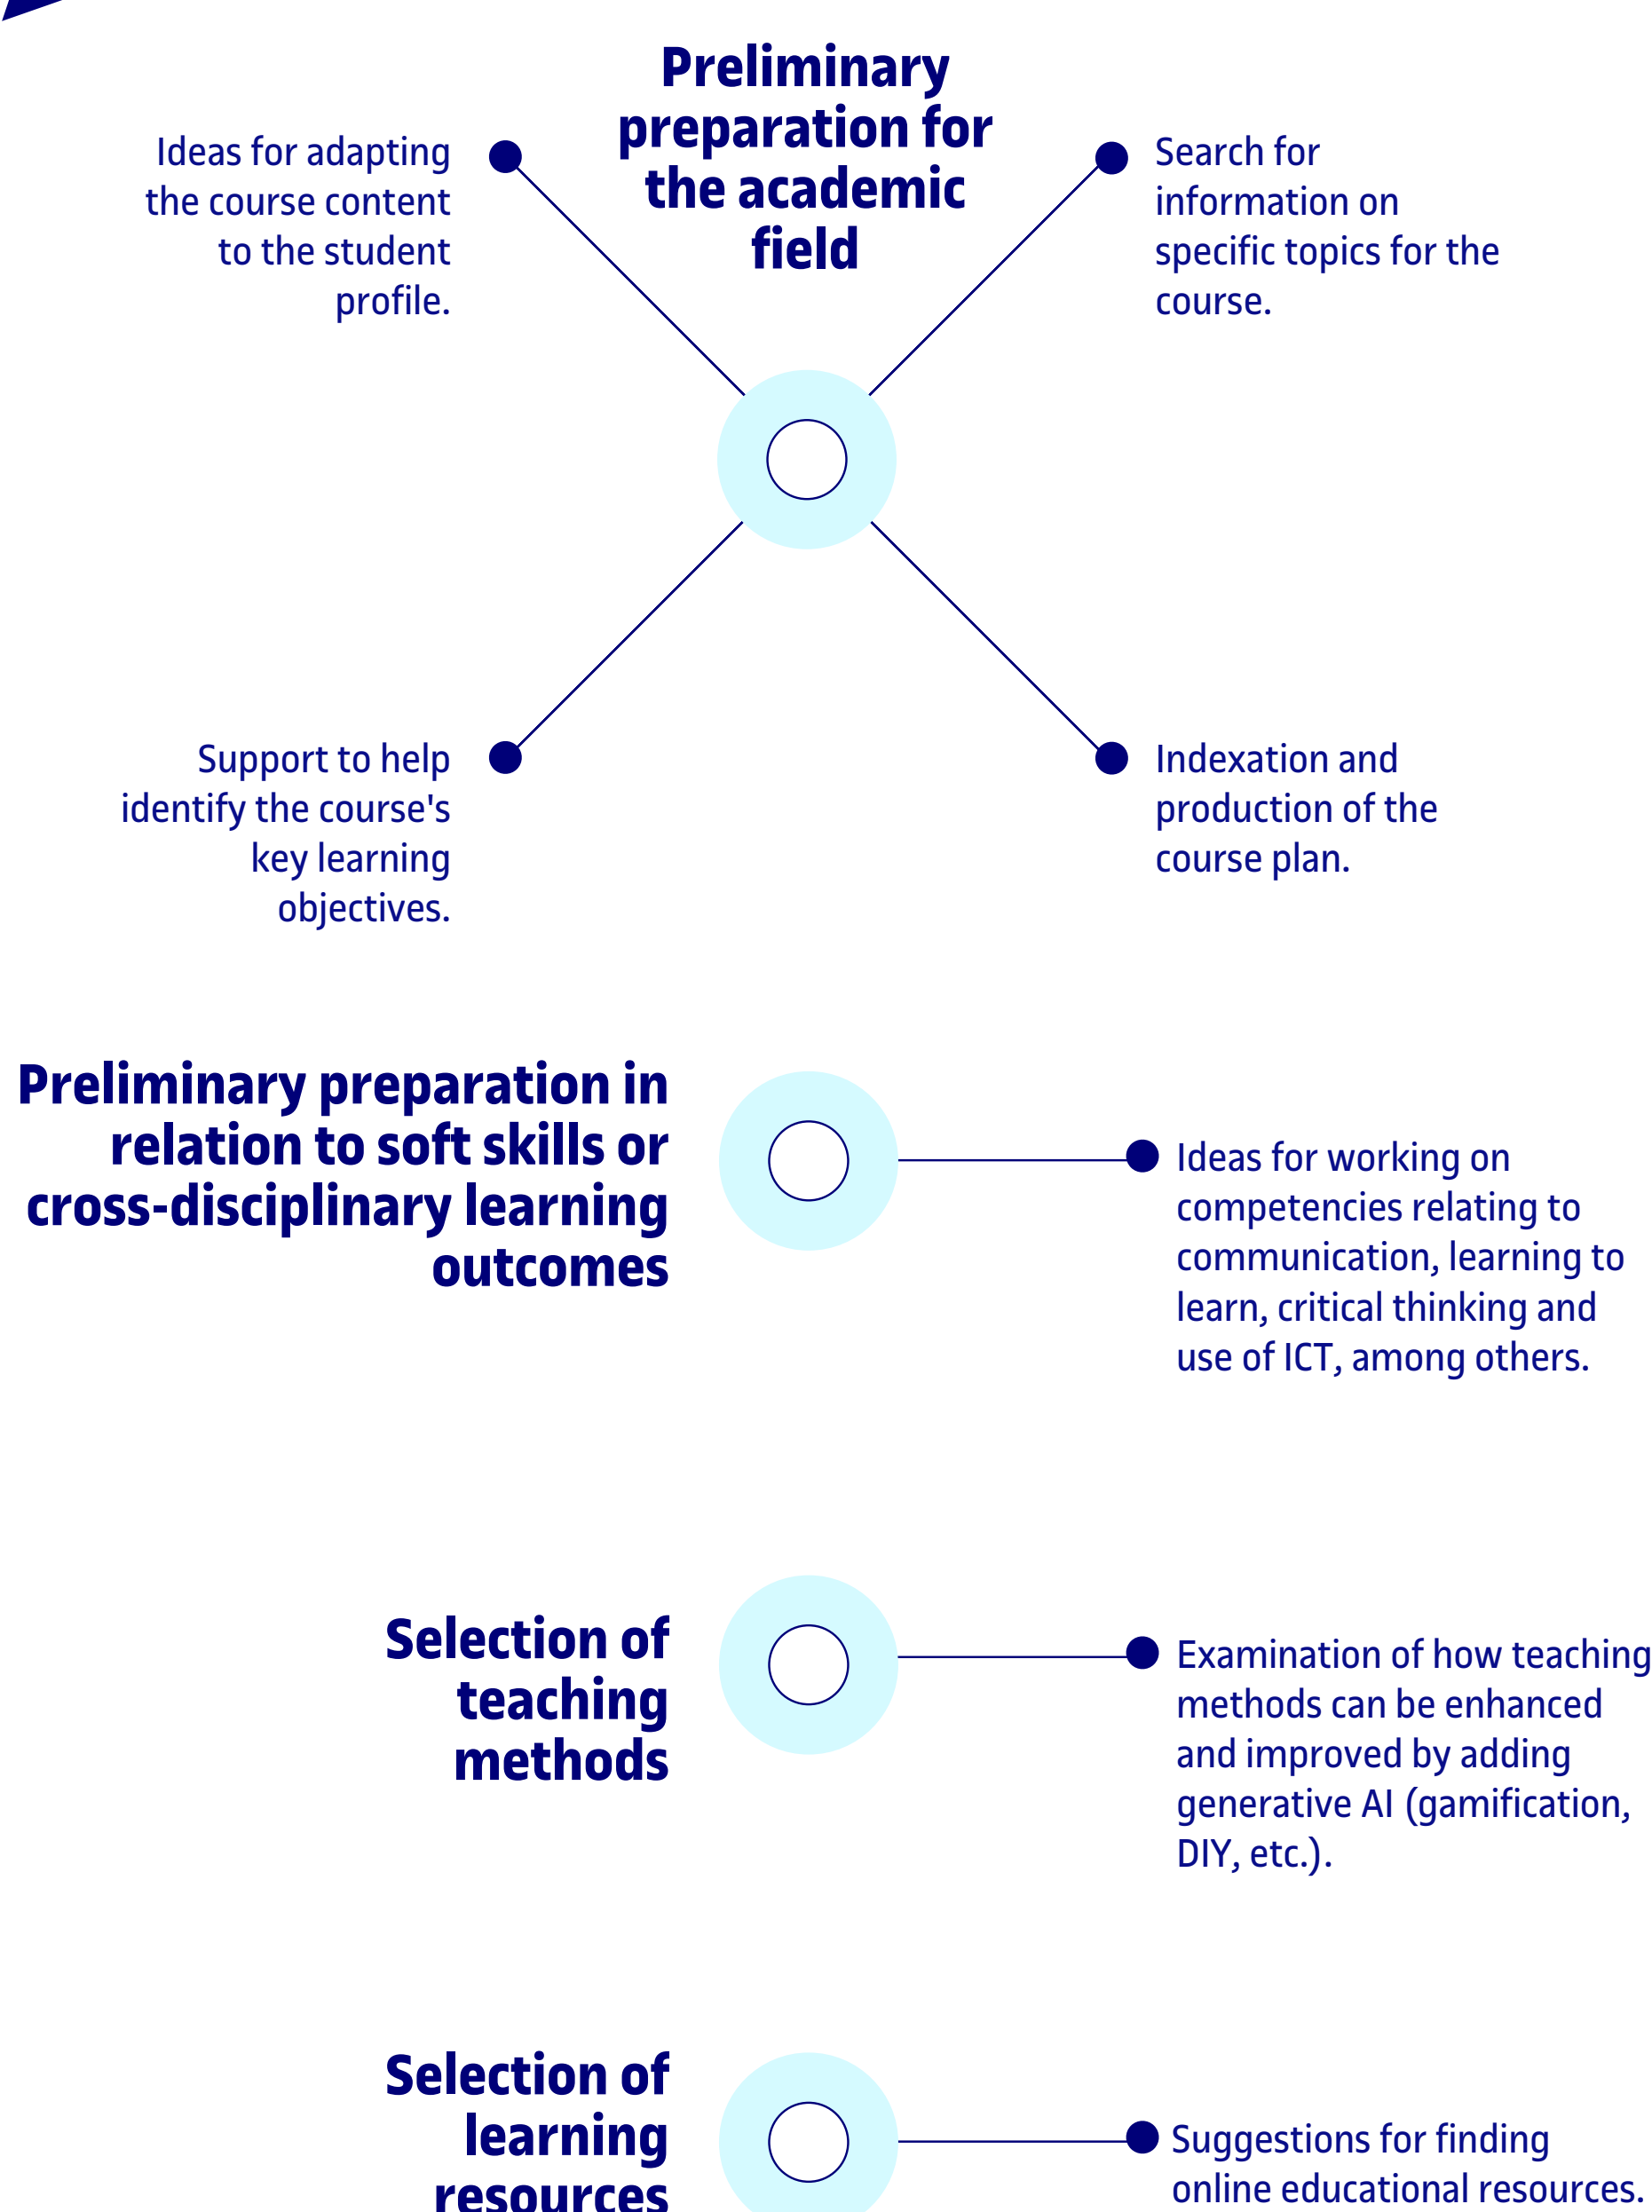 Preliminary
preparation for
the academic
field
Ideas for adapting
the course content
to the student
profile.
Search for
information on
specific topics for the
course.
Support to help
identify the course's
key learning
objectives.
Indexation and
production of the
course plan.
Preliminary preparation in
relation to soft skills or
cross-disciplinary learning
outcomes
Ideas for working on
competencies relating to
communication, learning to
learn, critical thinking and
use of ICT, among others.
Selection of
teaching
methods
Examination of how teaching
methods can be enhanced
and improved by adding
generative AI (gamification,
DIY, etc.).
Selection of
learning
resources
Suggestions for finding
online educational resources.